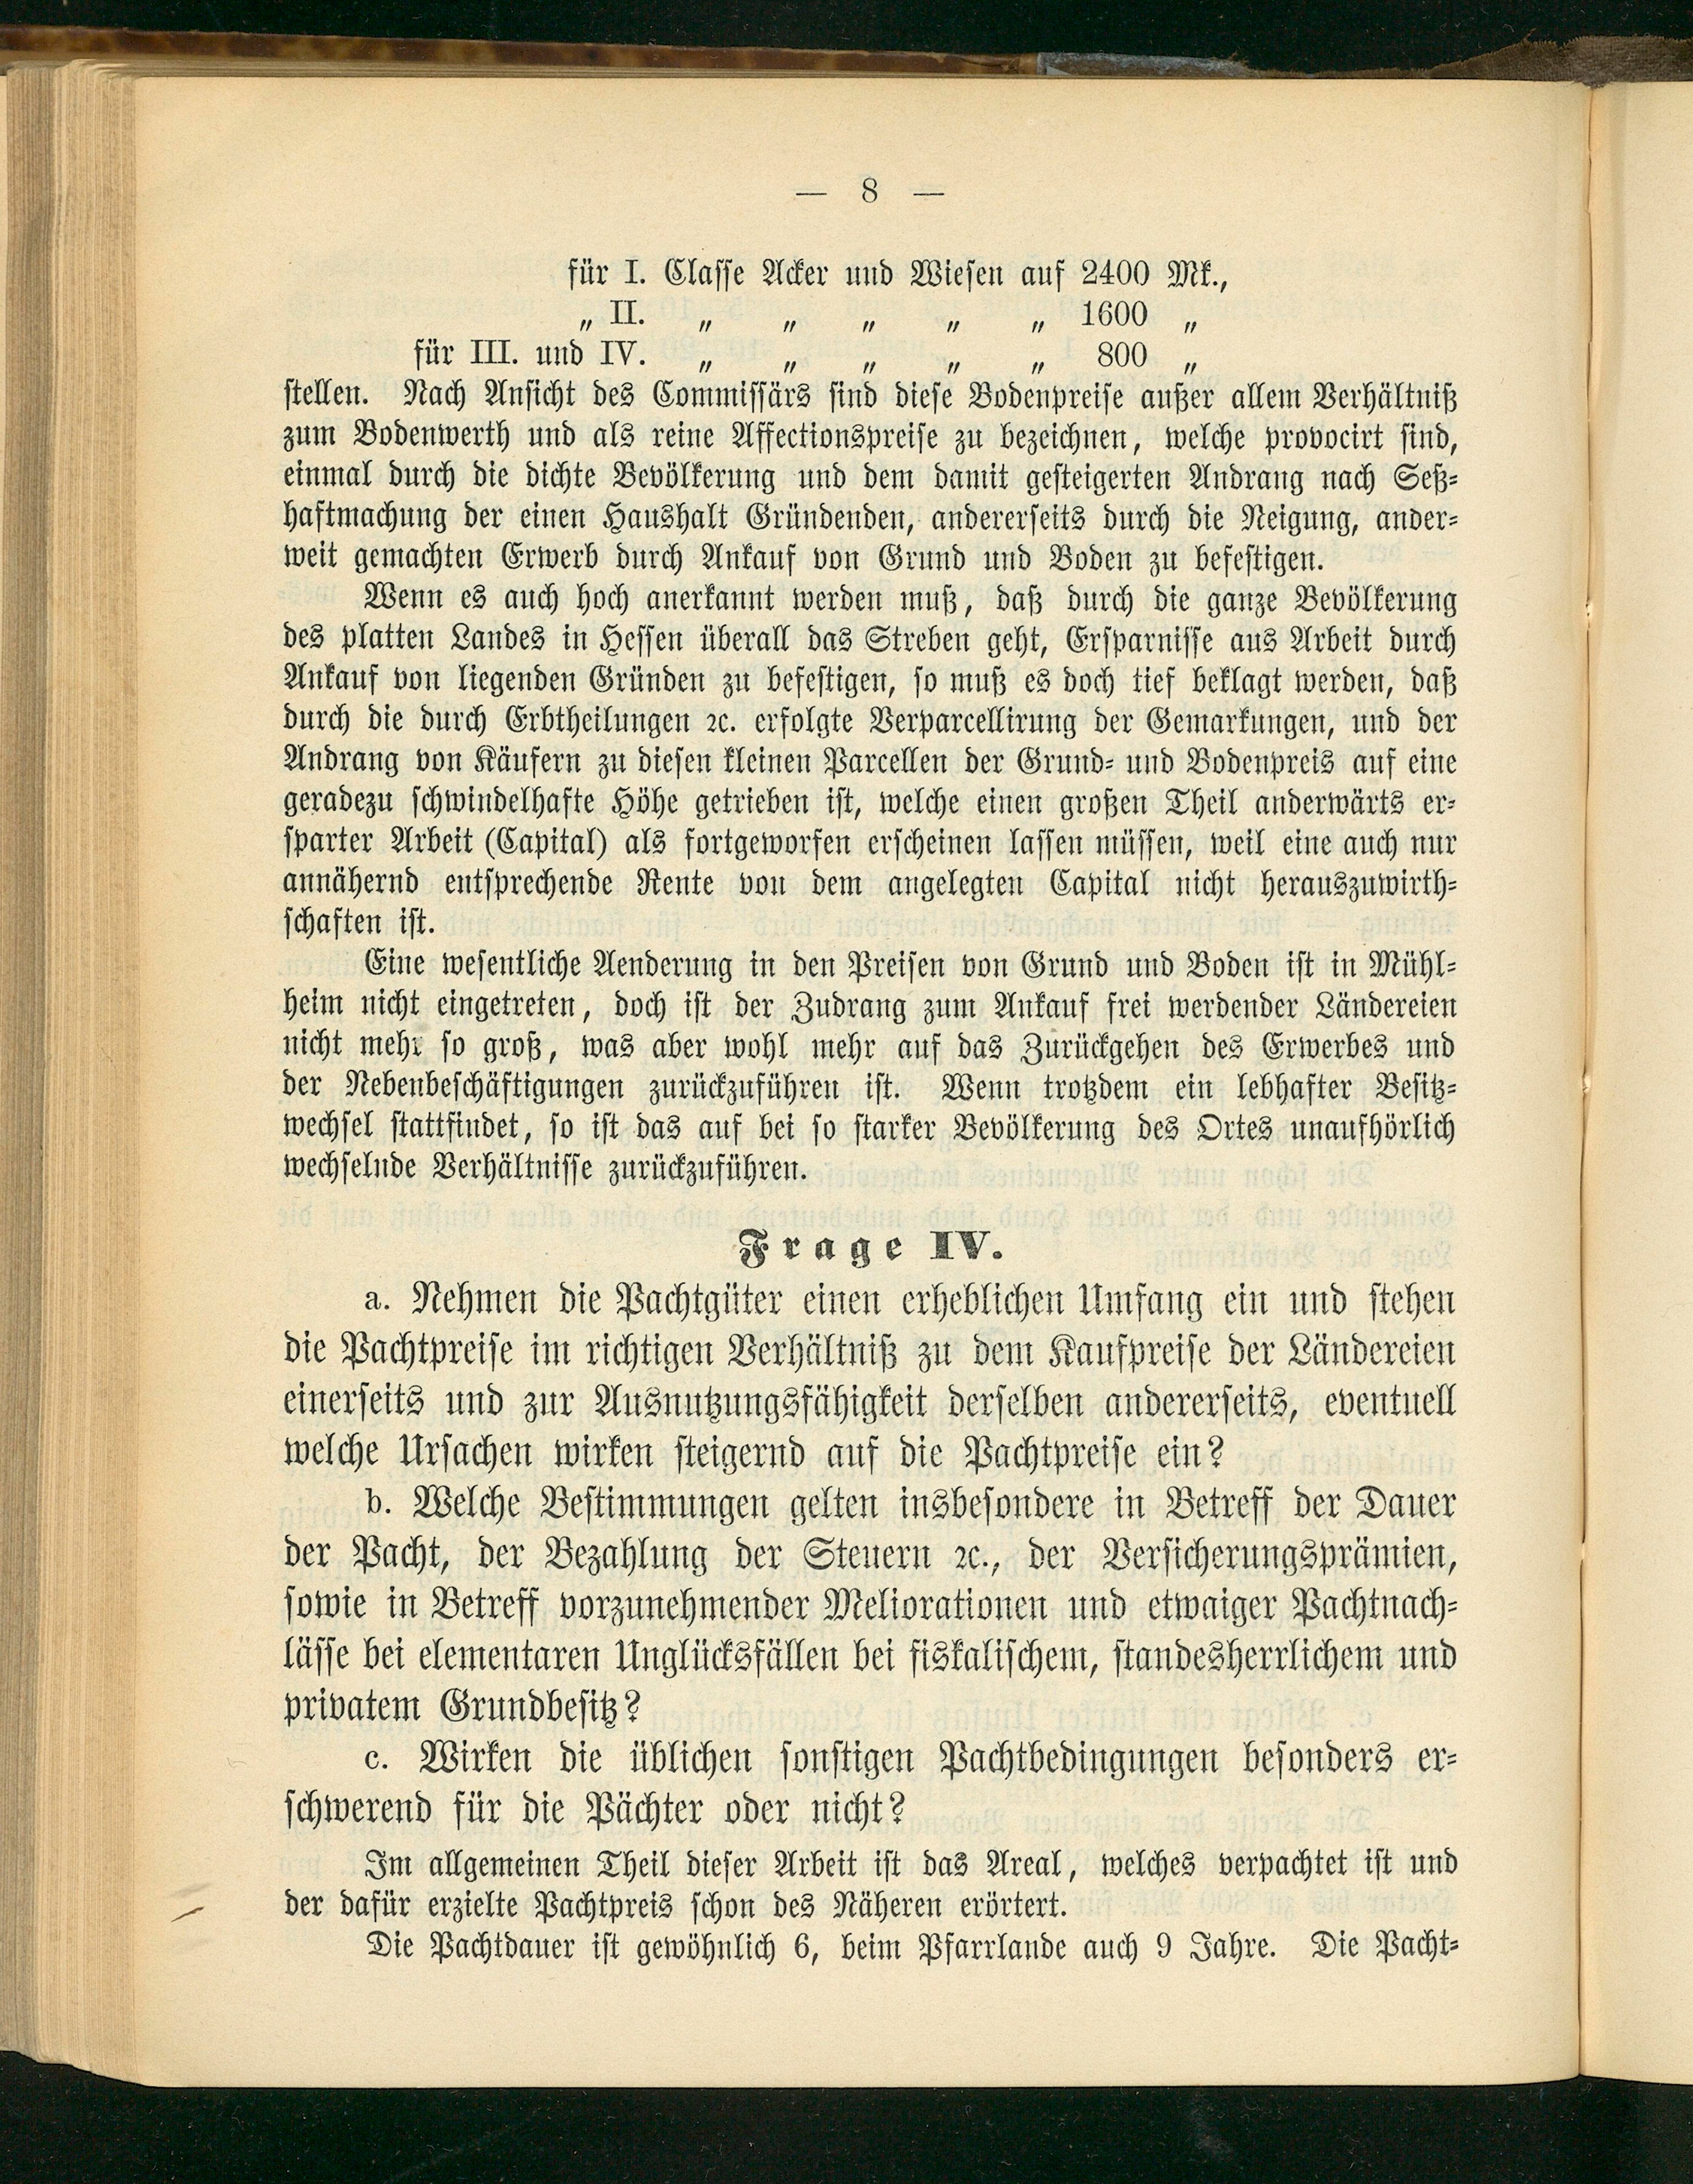 — 8 —
für I. Classe Acker und Wiesen auf 2400 Mk.,
„ II. „ „ „ „ „ 1600 „
für III. und IV. „ „ „ „ „ 800 „
stellen. Nach Ansicht des Commissärs sind diese Bodenpreise außer allem Verhältniß
zum Bodenwerth und als reine Affectionspreise zu bezeichnen, welche provocirt sind,
einmal durch die dichte Bevölkerung und dem damit gesteigerten Andrang nach Seß-
haftmachung der einen Haushalt Gründenden, andererseits durch die Neigung, ander-
weit gemachten Erwerb durch Ankauf von Grund und Boden zu befestigen.
Wenn es auch hoch anerkannt werden muß, daß durch die ganze Bevölkerung
des platten Landes in Hessen überall das Streben geht, Ersparnisse aus Arbeit durch
Ankauf von liegenden Gründen zu befestigen, so muß es doch tief beklagt werden, daß
durch die durch Erbtheilungen ꝛc. erfolgte Verparcellirung der Gemarkungen, und der
Andrang von Käufern zu diesen kleinen Parcellen der Grund- und Bodenpreis auf eine
geradezu schwindelhafte Höhe getrieben ist, welche einen großen Theil anderwärts er-
sparter Arbeit (Capital) als fortgeworfen erscheinen lassen müssen, weil eine auch nur
annähernd entsprechende Rente von dem angelegten Capital nicht herauszuwirth-
schaften ist.
Eine wesentliche Aenderung in den Preisen von Grund und Boden ist in Mühl-
heim nicht eingetreten, doch ist der Zudrang zum Ankauf frei werdender Ländereien
nicht mehr so groß, was aber wohl mehr auf das Zurückgehen des Erwerbes und
der Nebenbeschäftigungen zurückzuführen ist. Wenn trotzdem ein lebhafter Besitz-
wechsel stattfindet, so ist das auf bei so starker Bevölkerung des Ortes unaufhörlich
wechselnde Verhältnisse zurückzuführen.
Frage IV.
a. Nehmen die Pachtgüter einen erheblichen Umfang ein und stehen
die Pachtpreise im richtigen Verhältniß zu dem Kaufpreise der Ländereien
einerseits und zur Ausnutzungsfähigkeit derselben andererseits, eventuell
welche Ursachen wirken steigernd auf die Pachtpreise ein?
b. Welche Bestimmungen gelten insbesondere in Betreff der Dauer
der Pacht, der Bezahlung der Steuern ꝛc., der Versicherungsprämien,
sowie in Betreff vorzunehmender Meliorationen und etwaiger Pachtnach-
lässe bei elementaren Unglücksfällen bei fiskalischem, standesherrlichem und
privatem Grundbesitz?
c. Wirken die üblichen sonstigen Pachtbedingungen besonders er-
schwerend für die Pächter oder nicht?
Im allgemeinen Theil dieser Arbeit ist das Areal, welches verpachtet ist und
der dafür erzielte Pachtpreis schon des Näheren erörtert.
Die Pachtdauer ist gewöhnlich 6, beim Pfarrlande auch 9 Jahre. Die Pacht-